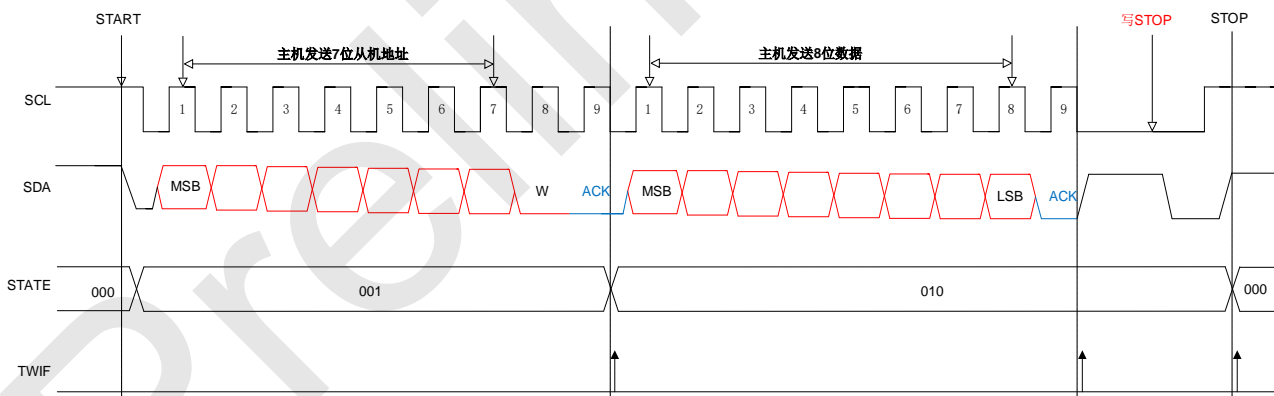 START
写STOP
STOP
主机发送7位从机地址
主机发送8位数据
SCL
1 2 3 4 5 6 7 8 9 1 2 3 4 5 6 7 8 9
SDA
MSB W ACK MSB LSB ACK
STATE
000 001 010 000
TWIF